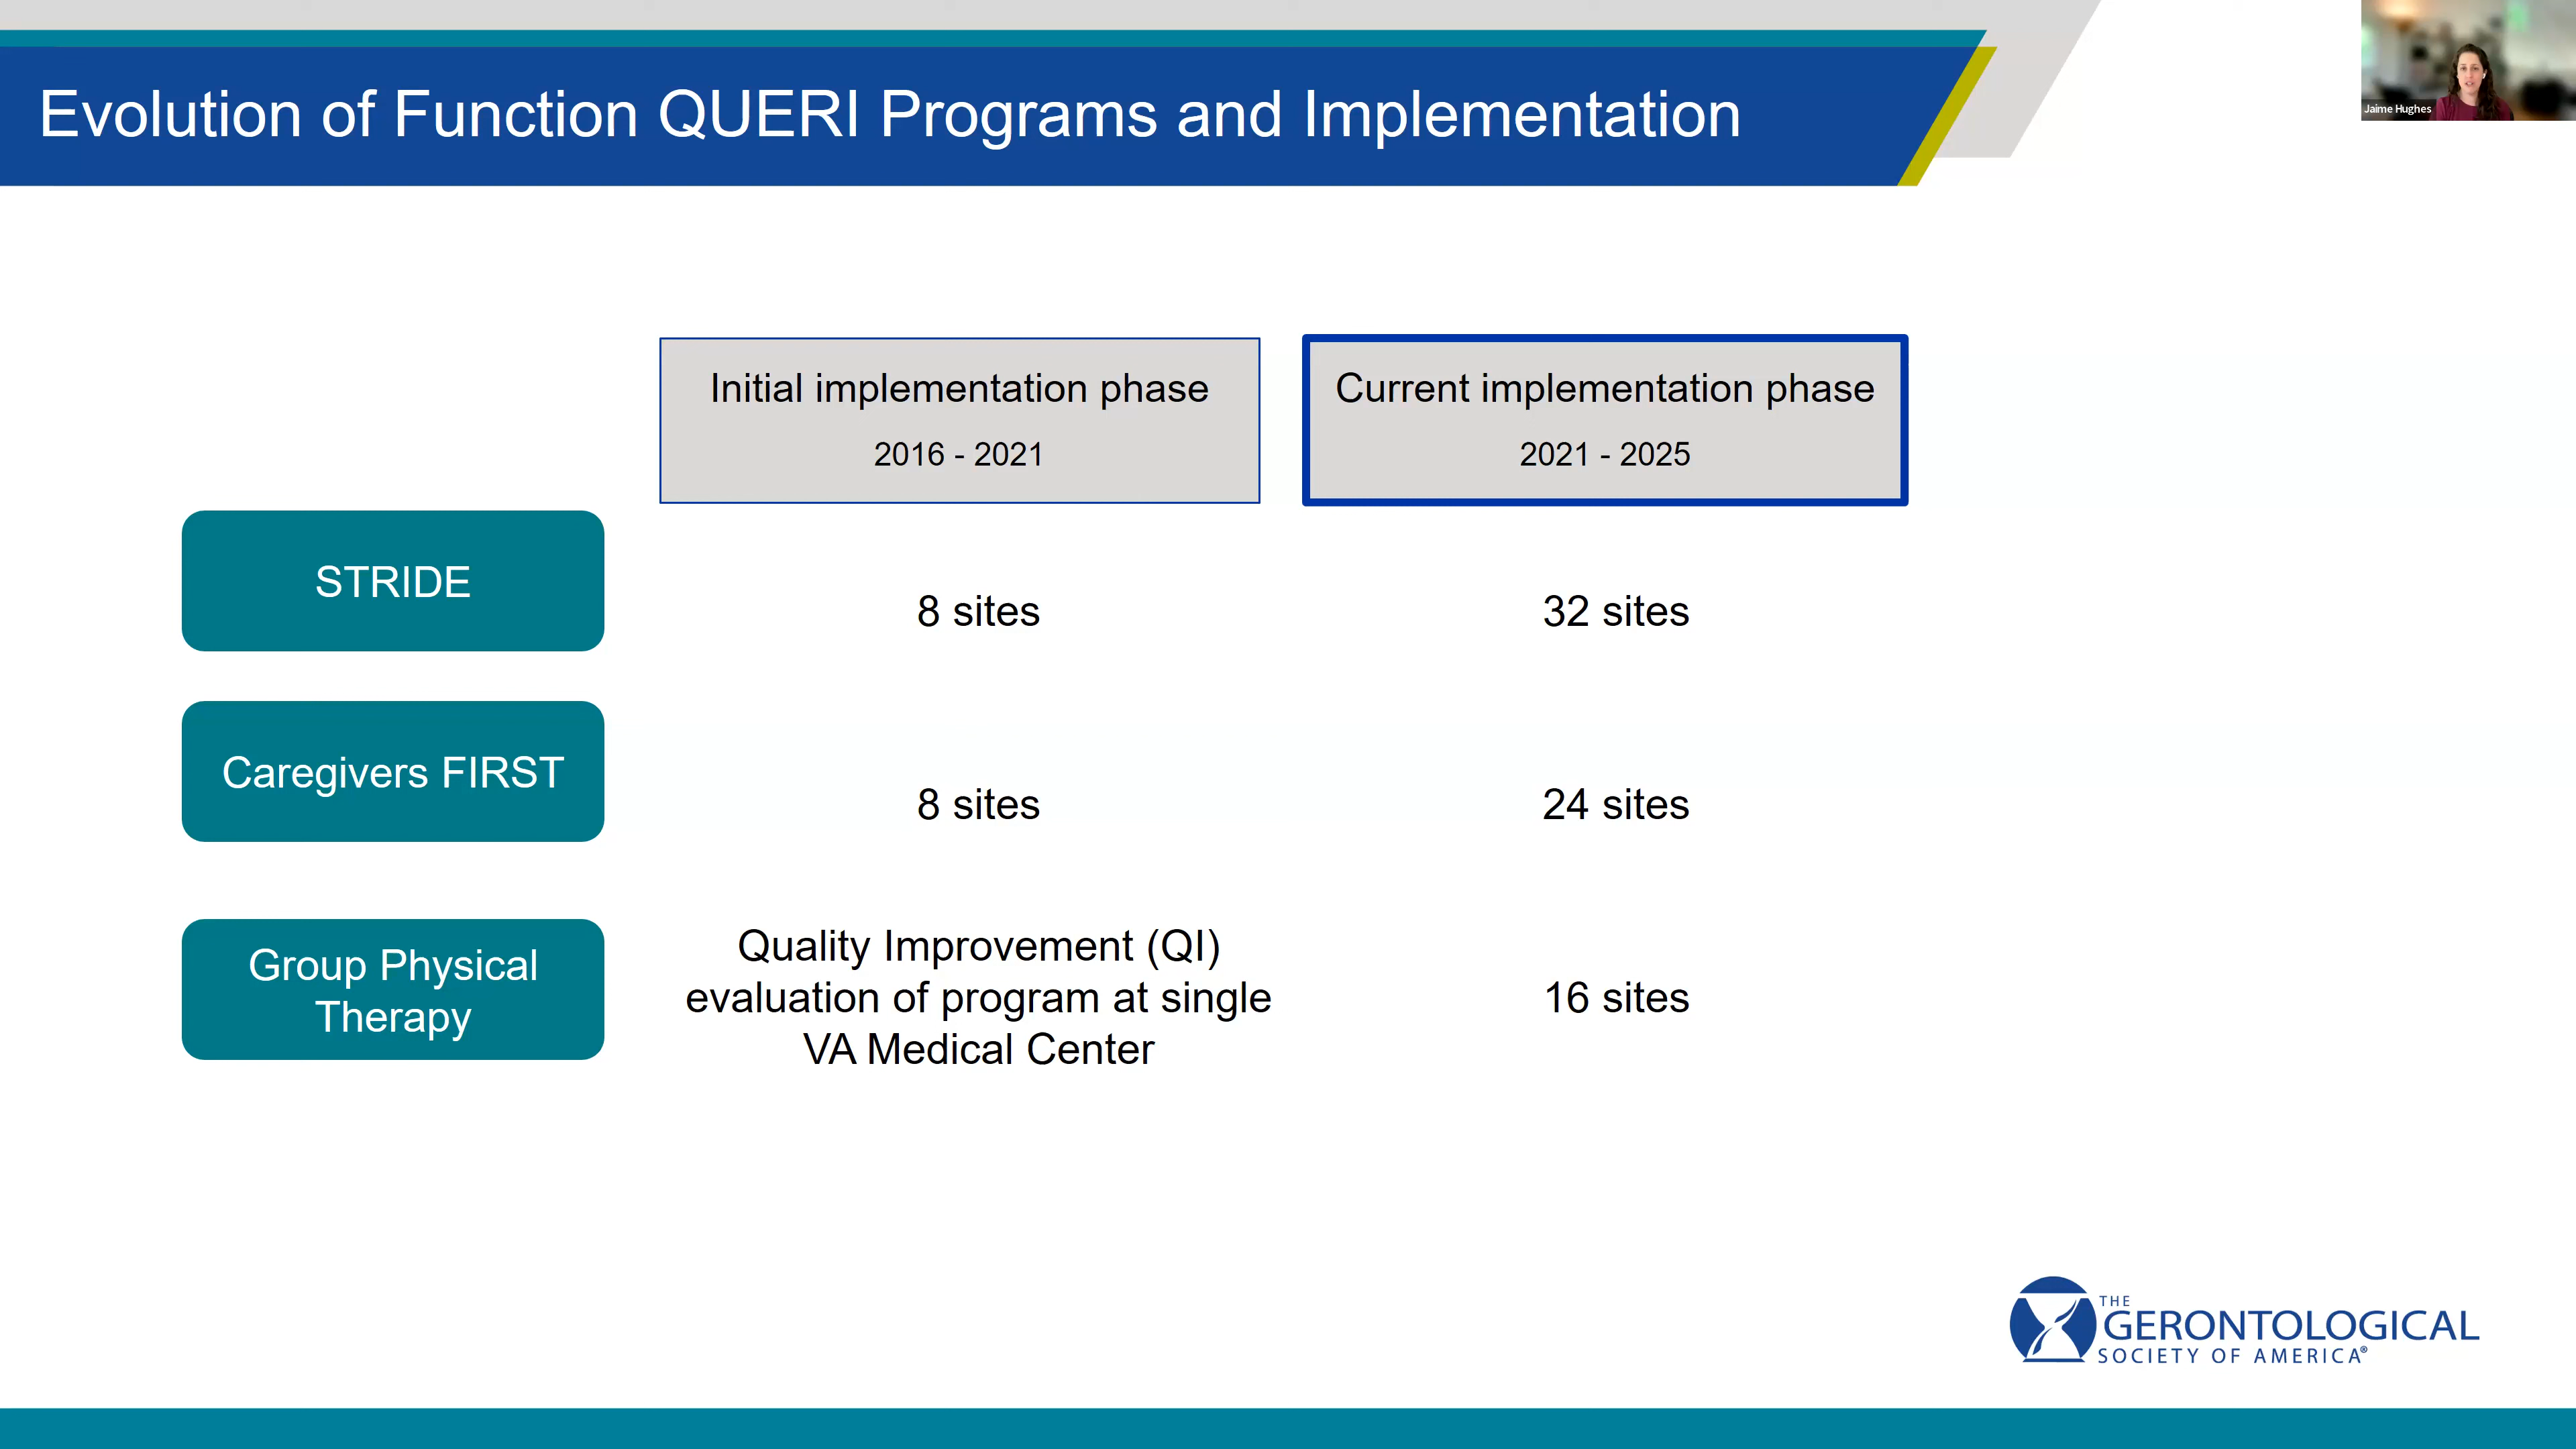 Evolution of Function QUERI Programs and Implementation
Jaime Hughes
Initial implementation phase
2016 - 2021
Current implementation phase
2021 - 2025
STRIDE
8 sites
32 sites
Caregivers FIRST
8 sites
24 sites
Group Physical
Therapy
Quality Improvement (QI)
evaluation of program at single
VA Medical Center
16 sites
THE
GERONTOLOGICAL
SOCIETY OF AMERICA®